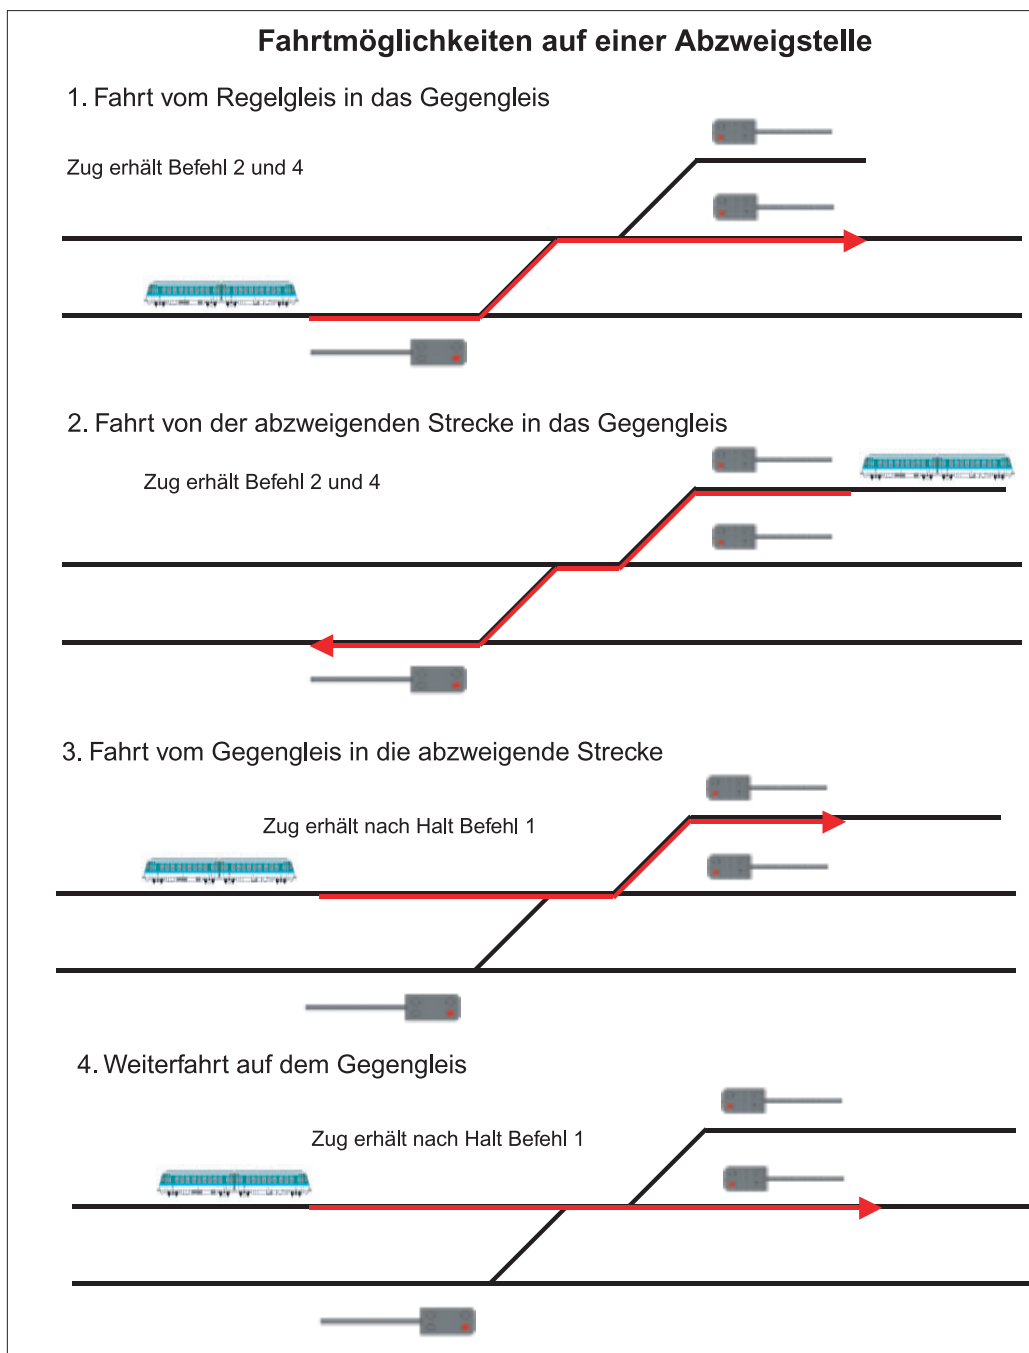 Fahrtmöglichkeiten auf einer Abzweigstelle
1. Fahrt vom Regelgleis in das Gegengleis
Zug erhält Befehl 2 und 4
2. Fahrt von der abzweigenden Strecke in das Gegengleis
Zug erhält Befehl 2 und 4
3. Fahrt vom Gegengleis in die abzweigende Strecke
Zug erhält nach Halt Befehl 1
4. Weiterfahrt auf dem Gegengleis
Zug erhält nach Halt Befehl 1